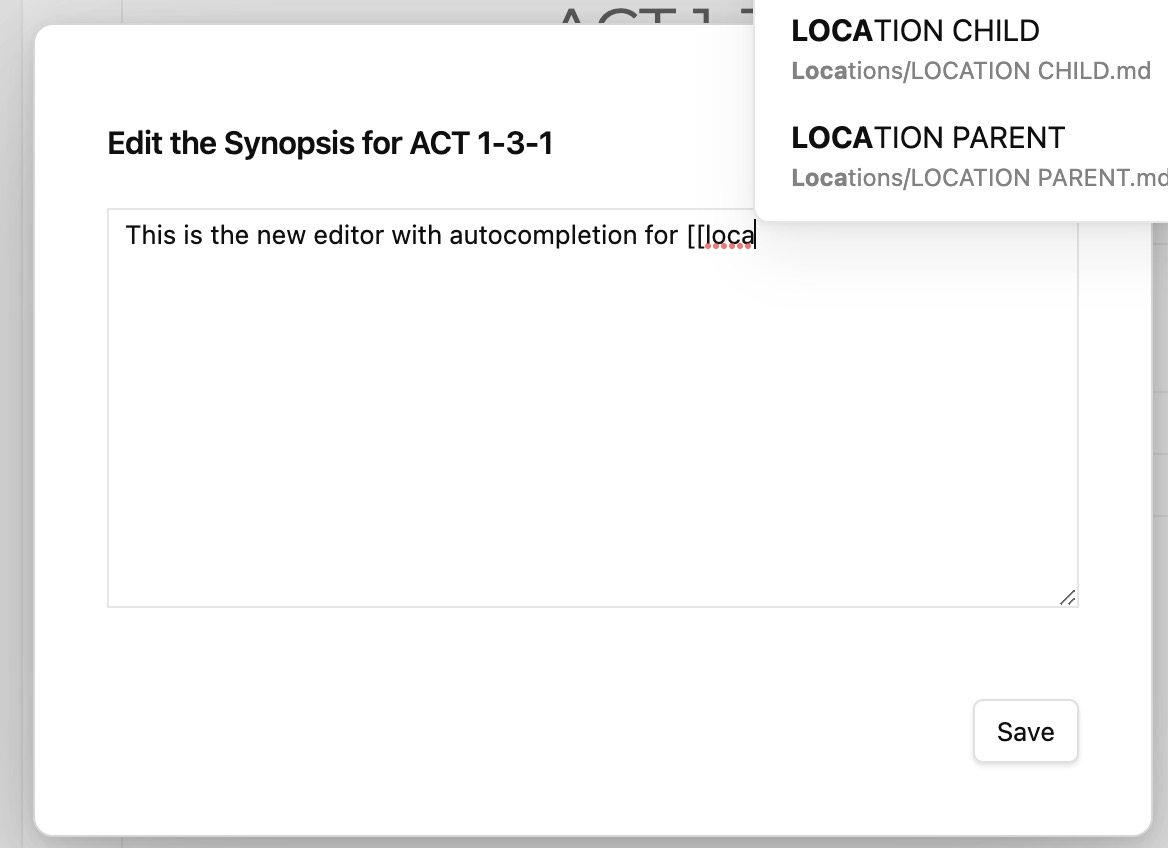 ACT 1-
LOCATION CHILD
Locations/LOCATION CHILD.md
LOCATION PARENT
Locations/LOCATION PARENT.md
Edit the Synopsis for ACT 1-3-1
This is the new editor with autocompletion for [[loca
Save